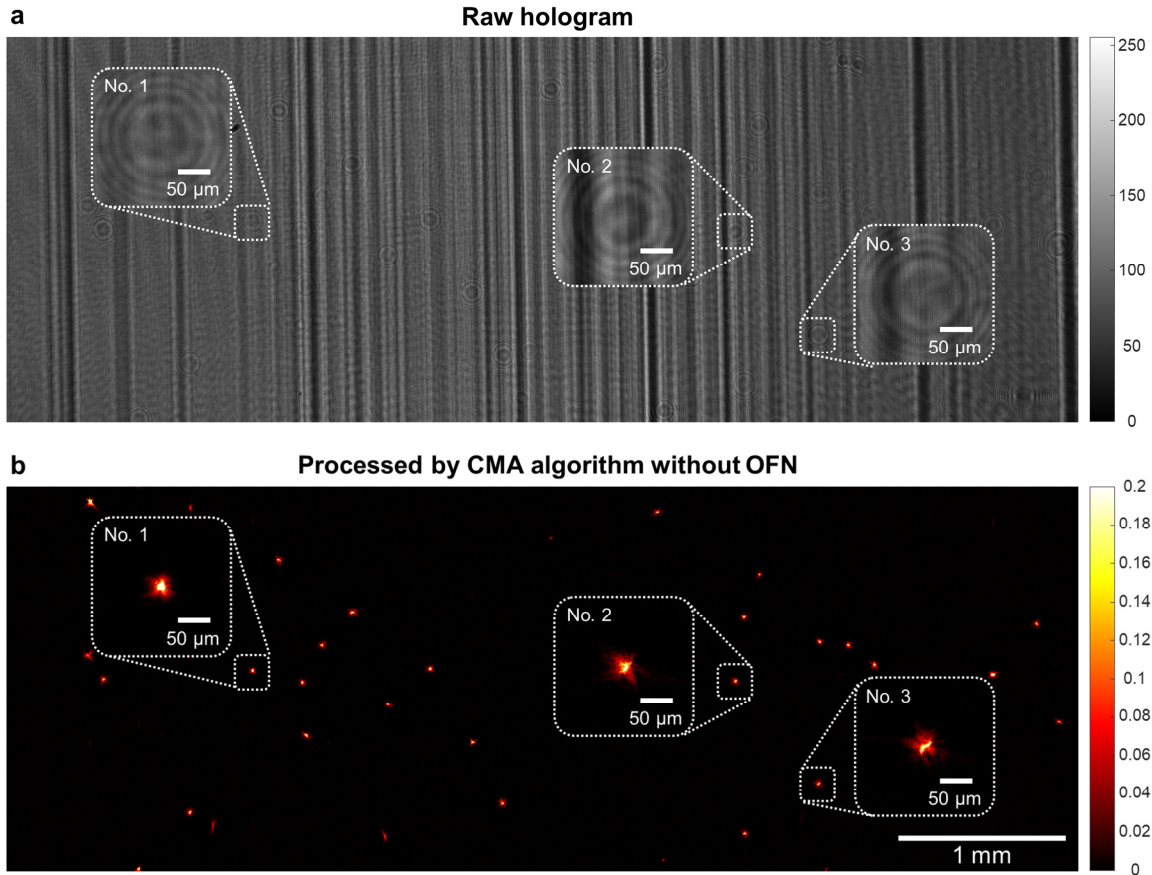 a
Raw hologram
No. 1
50 µm
No. 2
50 µm
No. 3
50 µm
250
200
150
100
50
0
b
Processed by CMA algorithm without OFN
No. 1
50 µm
No. 2
50 µm
No. 3
50 µm
1 mm
0.2
0.18
0.16
0.14
0.12
0.1
0.08
0.06
0.04
0.02
0